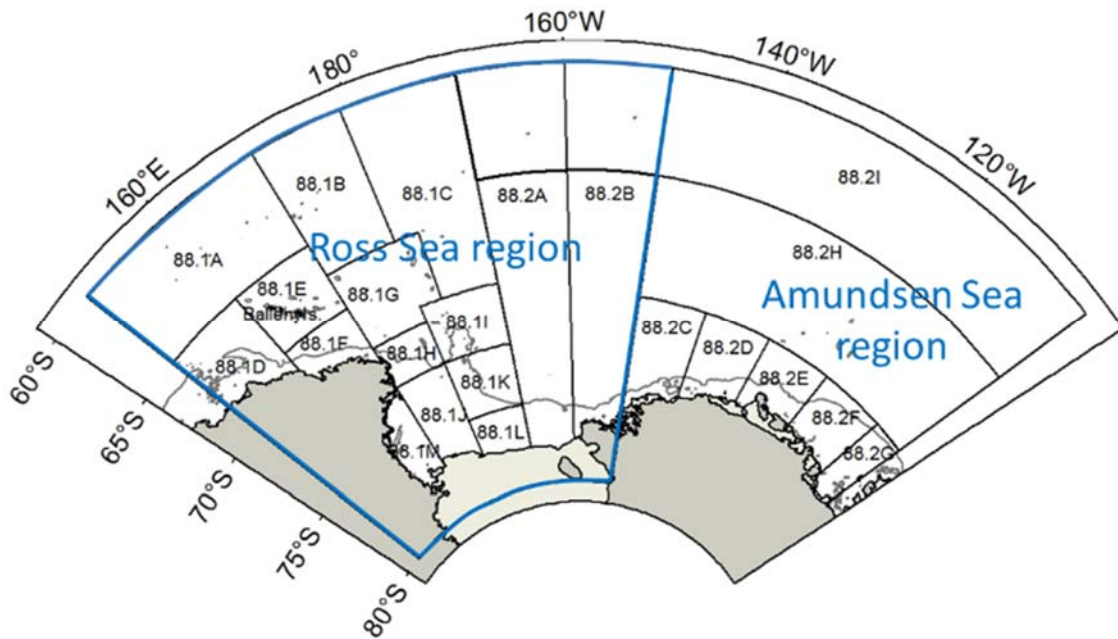 160°W
180°
140°W
160°E
120°W
88.1B
88.1C
88.2A
88.2B
88.2I
88.1A
88.2H
Ross Sea region
88.1E
88.1G
Balleny Is.
Amundsen Sea
region
88.1I
88.2C
88.1F
88.1H
88.2D
88.1D
88.1K
88.2E
60°S
88.1J
88.2F
65°S
88.1L
88.1M
88.2G
70°S
75°S
80°S